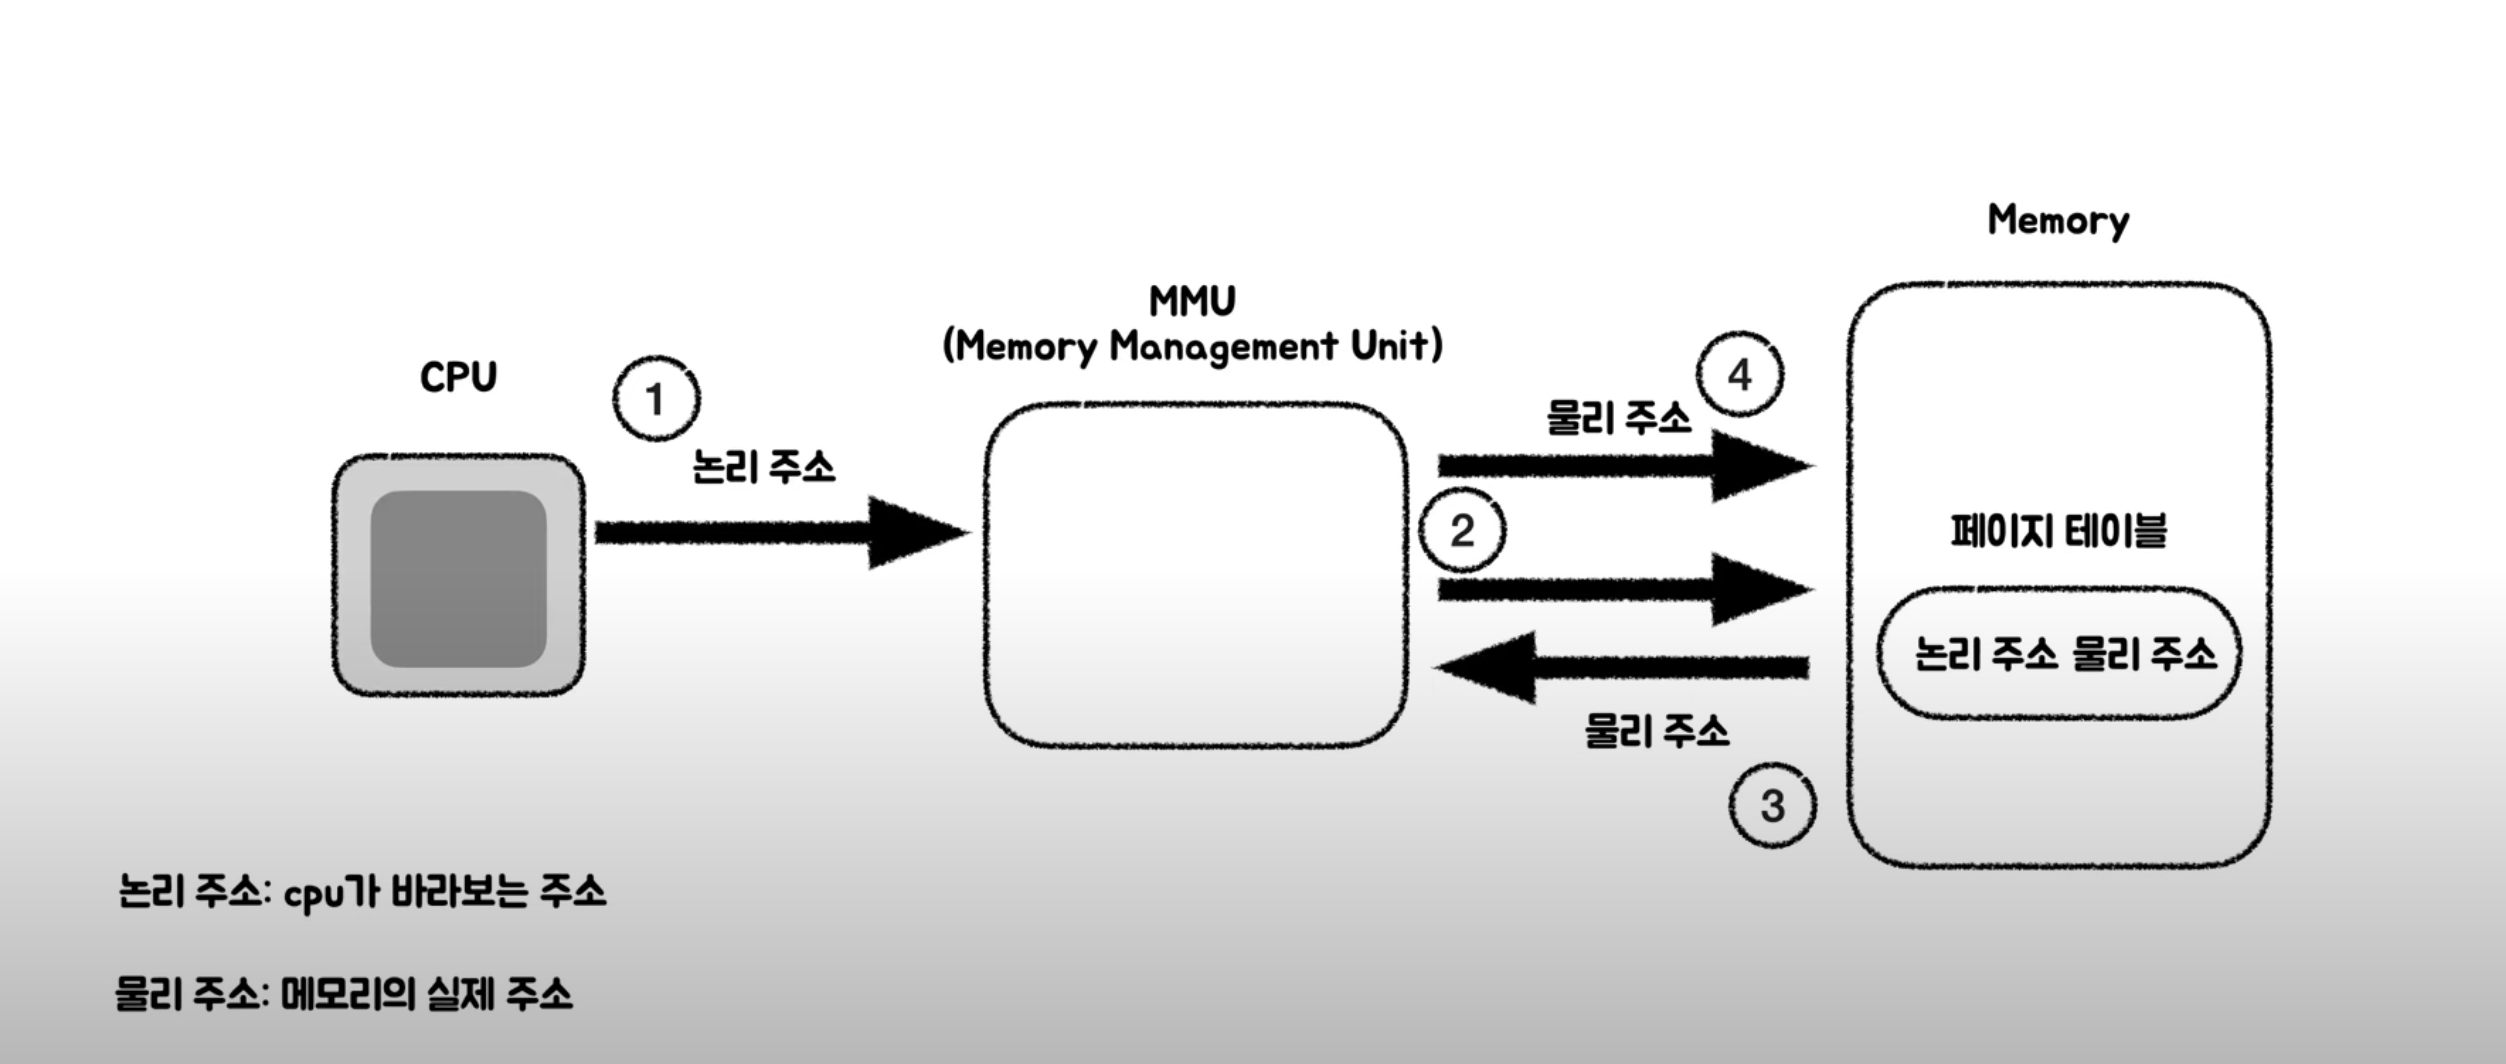 Memory
MMU
(Memory Management Unit)
CPU
1
논리 주소
4
물리 주소
2
페이지 테이블
논리 주소 물리 주소
물리 주소
3
논리 주소: cpu가 바라보는 주소
물리 주소: 메모리의 실제 주소